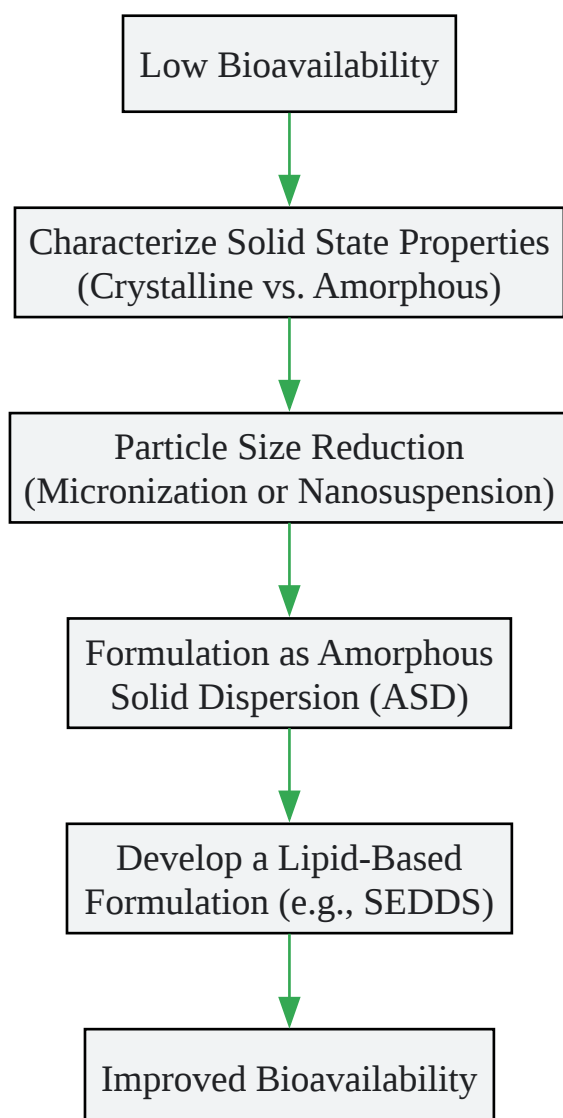 Low Bioavailability
Characterize Solid State Properties
(Crystalline vs. Amorphous)
Particle Size Reduction
(Micronization or Nanosuspension)
Formulation as Amorphous
Solid Dispersion (ASD)
Develop a Lipid-Based
Formulation (e.g., SEDDS)
Improved Bioavailability